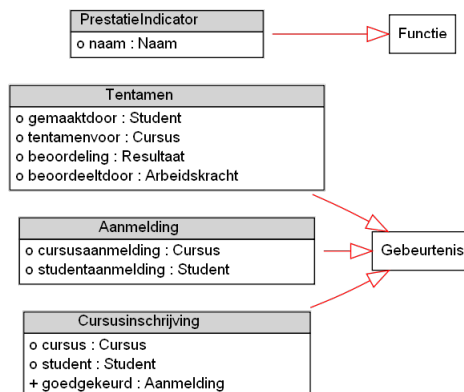 PrestatieIndicator
o naam : Naam
Functie
Tentamen
o gemaaktdoor : Student
o tentamenvoor : Cursus
o beoordeling : Resultaat
o beoordeeltdoor : Arbeidskracht
Aanmelding
o cursusaanmelding : Cursus
o studentaanmelding : Student
Gebeurtenis
Cursusinschrijving
o cursus : Cursus
o student : Student
+ goedgekeurd : Aanmelding